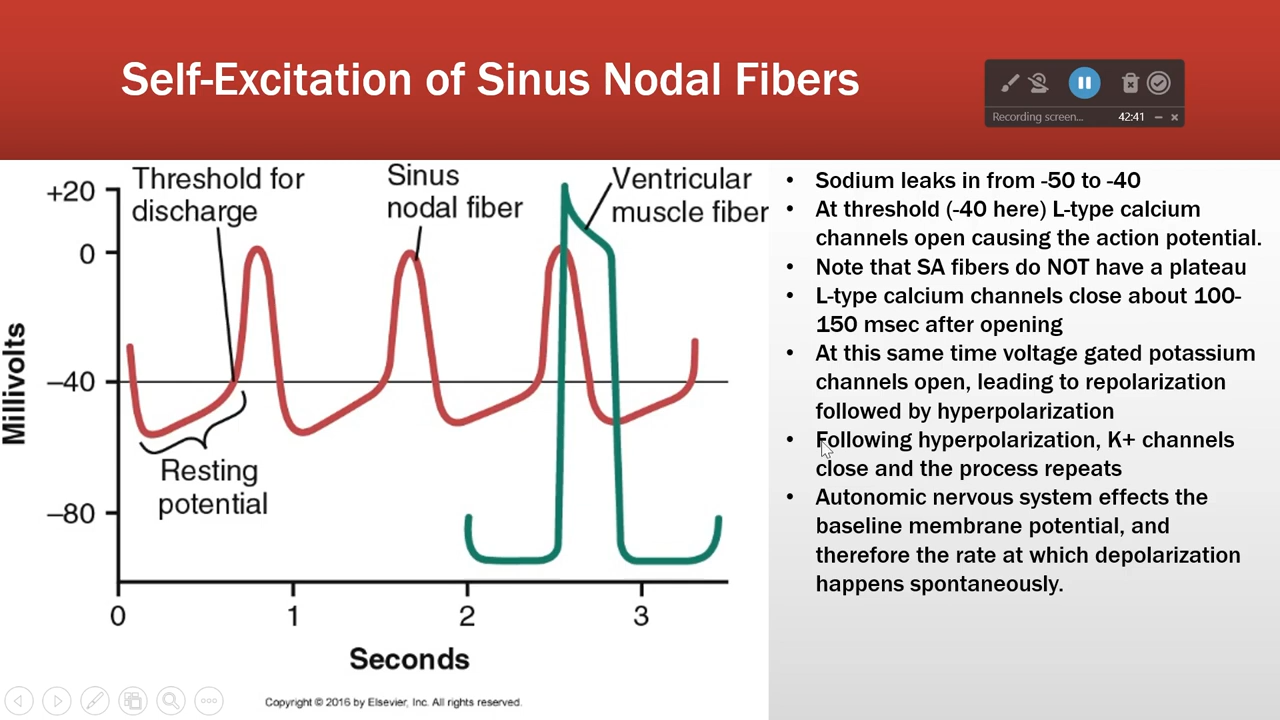 Self-Excitation of Sinus Nodal Fibers
Recording screen...
42:41
Threshold for
discharge
Sinus
nodal fiber
Ventricular
muscle fiber
+20
0
–40
–80
Millivolts
Resting
potential
0
1
2
3
Seconds
Copyright © 2016 by Elsevier, Inc. All rights reserved.
• Sodium leaks in from -50 to -40
• At threshold (-40 here) L-type calcium
channels open causing the action potential.
• Note that SA fibers do NOT have a plateau
• L-type calcium channels close about 100-
150 msec after opening
• At this same time voltage gated potassium
channels open, leading to repolarization
followed by hyperpolarization
• Following hyperpolarization, K+ channels
close and the process repeats
• Autonomic nervous system effects the
baseline membrane potential, and
therefore the rate at which depolarization
happens spontaneously.